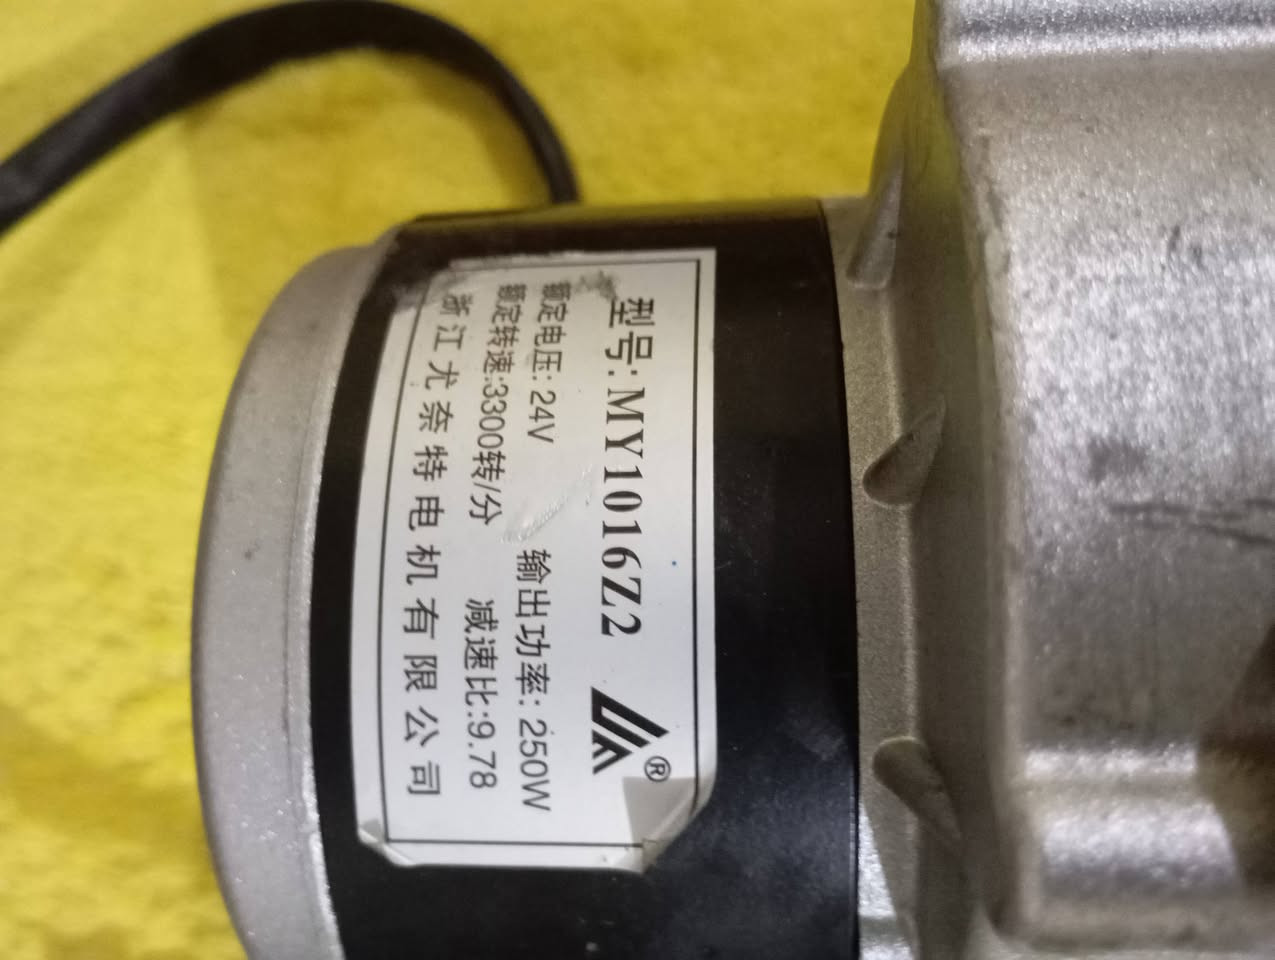 型号:MY1016Z2
®
额定电压:24V 输出功率:250W
额定转速:3300转/分 减速比:9.78
浙江尤奈特电机有限公司